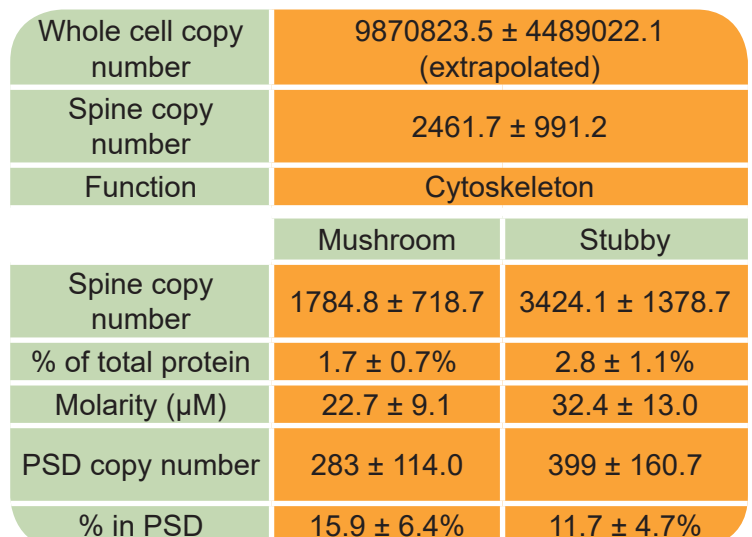 Whole cell copy
number
9870823.5 ± 4489022.1
(extrapolated)
Spine copy
number
2461.7 ± 991.2
Function
Cytoskeleton
Mushroom
Stubby
Spine copy
number
1784.8 ± 718.7
3424.1 ± 1378.7
% of total protein
1.7 ± 0.7%
2.8 ± 1.1%
Molarity (µM)
22.7 ± 9.1
32.4 ± 13.0
PSD copy number
283 ± 114.0
399 ± 160.7
% in PSD
15.9 ± 6.4%
11.7 ± 4.7%